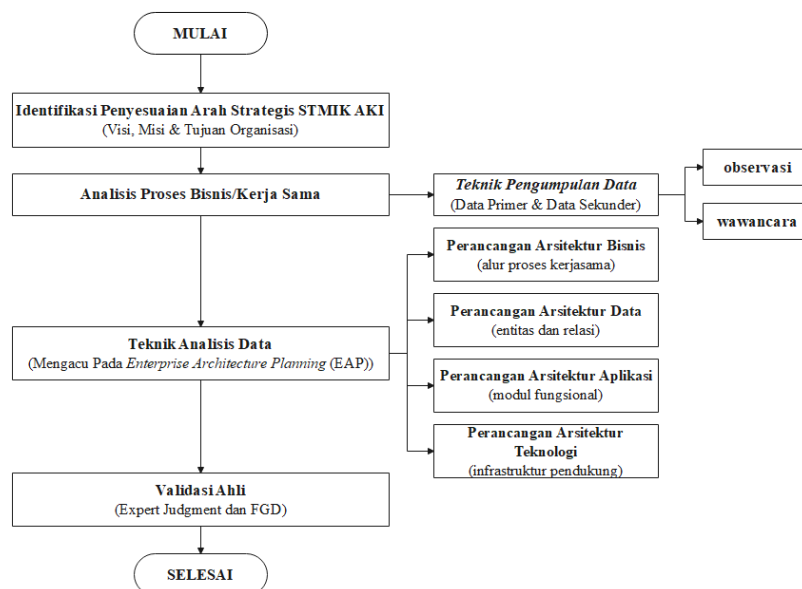 MULAI
Identifikasi Penyesuaian Arah Strategis STMIK AKI
(Visi, Misi & Tujuan Organisasi)
Analisis Proses Bisnis/Kerja Sama
Teknik Pengumpulan Data
(Data Primer & Data Sekunder)
observasi
wawancara
Teknik Analisis Data
(Mengacu Pada Enterprise Architecture Planning (EAP))
Perancangan Arsitektur Bisnis
(alur proses kerjasama)
Perancangan Arsitektur Data
(entitas dan relasi)
Perancangan Arsitektur Aplikasi
(modul fungsional)
Perancangan Arsitektur
Teknologi
(infrastruktur pendukung)
Validasi Ahli
(Expert Judgment dan FGD)
SELESAI